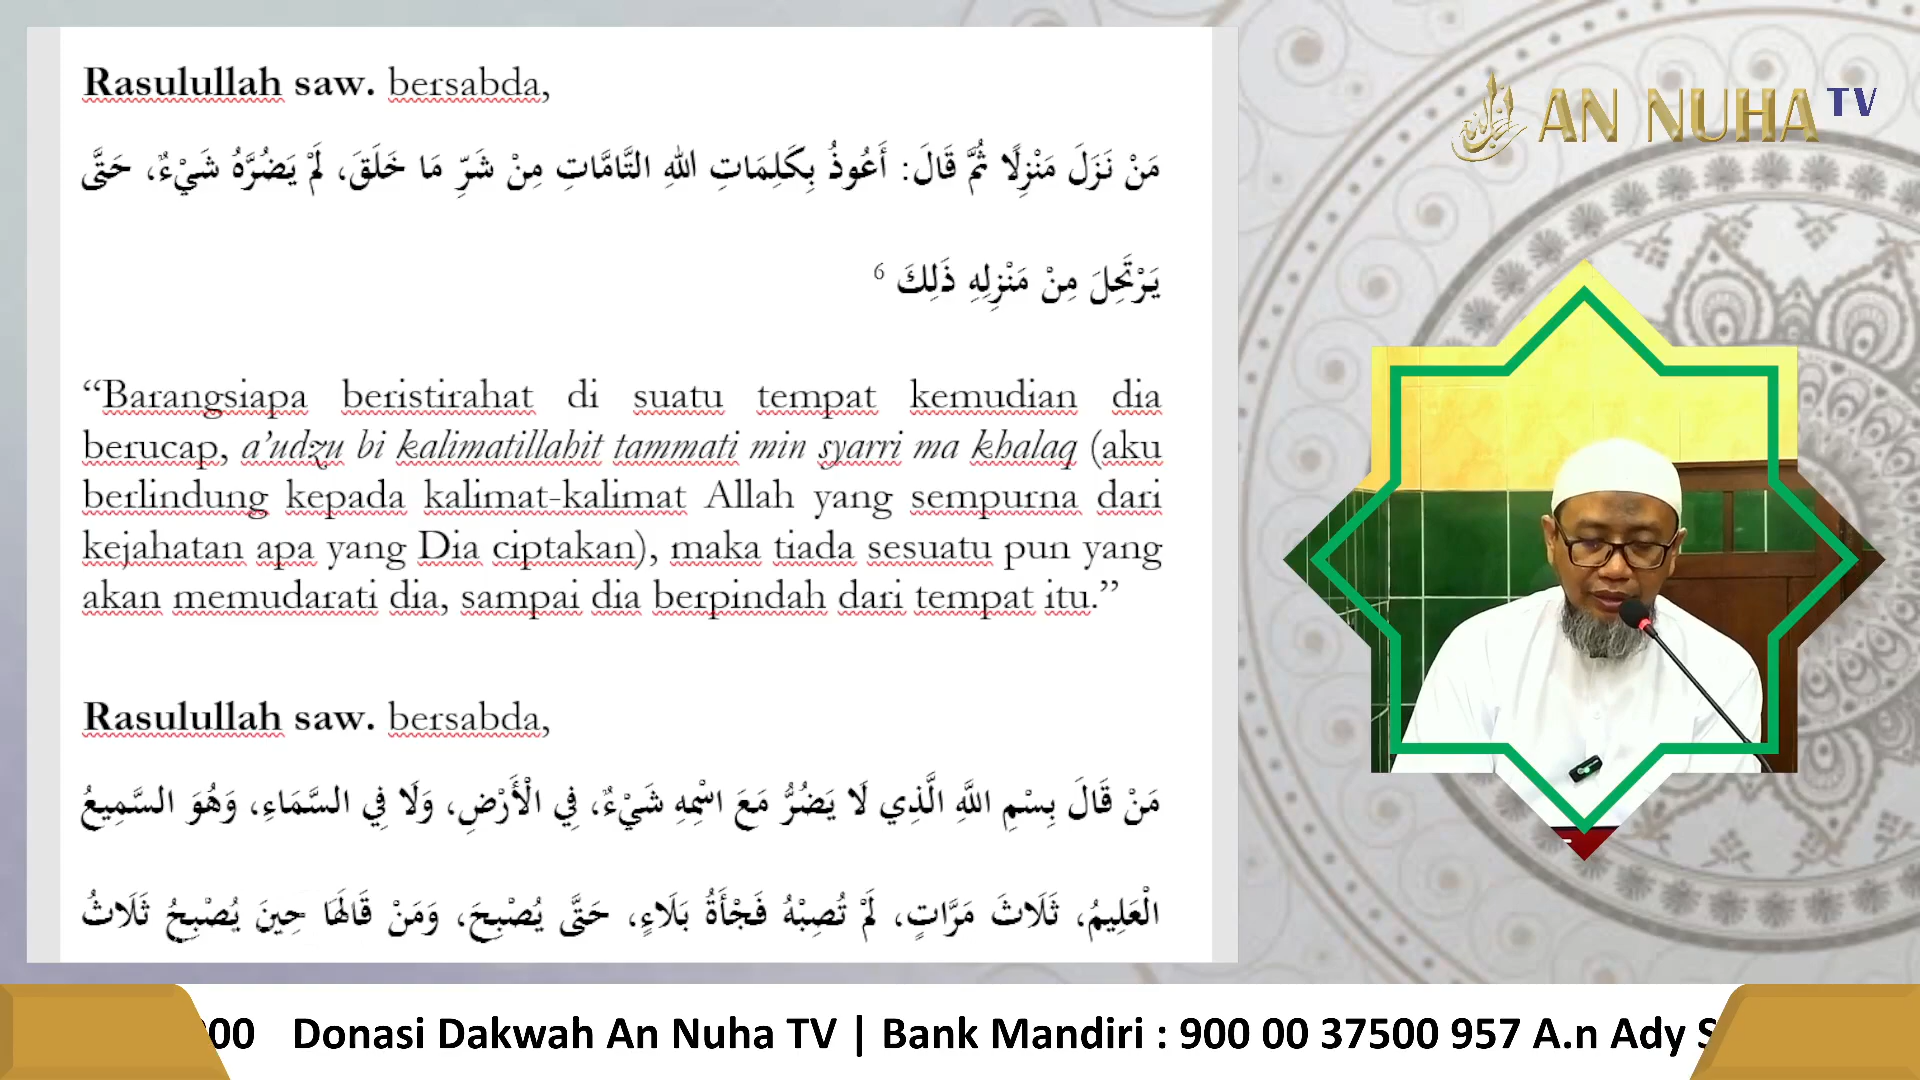 Rasulullah saw. bersabda,
مَنْ نَزَلَ مَنْزِلًا ثُمَّ قَالَ: أَعُوذُ بِكَلِمَاتِ اللهِ التَّامَّاتِ مِنْ شَرِّ مَا خَلَقَ، لَمْ يَضُرَّهُ شَيْءٌ، حَتَّى
يَرْتَحِلَ مِنْ مَنْزِلِهِ ذَلِكَ 6
“Barangsiapa beristirahat di suatu tempat kemudian dia
berucap, a’udzu bi kalimatillahit tammati min syarri ma khalaq (aku
berlindung kepada kalimat-kalimat Allah yang sempurna dari
kejahatan apa yang Dia ciptakan), maka tiada sesuatu pun yang
akan memudarati dia, sampai dia berpindah dari tempat itu.”
Rasulullah saw. bersabda,
مَنْ قَالَ بِسْمِ اللَّهِ الَّذِي لَا يَضُرُّ مَعَ اسْمِهِ شَيْءٌ، فِي الْأَرْضِ، وَلَا فِي السَّمَاءِ، وَهُوَ السَّمِيعُ
الْعَلِيمُ، ثَلَاثَ مَرَّاتٍ، لَمْ تُصِبْهُ فَجْأَةُ بَلَاءٍ، حَتَّى يُصْبِحَ، وَمَنْ قَالَهَا حِينَ يُصْبِحُ ثَلَاثُ
AN NUHA TV
00 Donasi Dakwah An Nuha TV | Bank Mandiri : 900 00 37500 957 A.n Ady